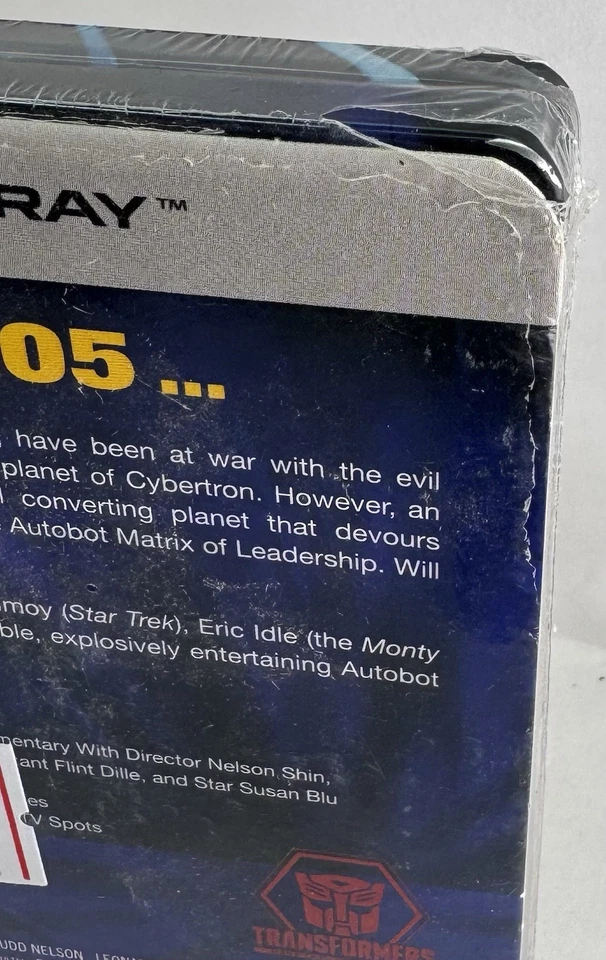 RAY™
05 ...
, have been at war with the evil
planet of Cybertron. However, an
l converting planet that devours
Autobot Matrix of Leadership. Will
moy (Star Trek), Eric Idle (the Monty
ble, explosively entertaining Autobot
mentary With Director Nelson Shin,
ant Flint Dille, and Star Susan Blu
es
TV Spots
TRANSFORMERS
UDD NELSON LEON